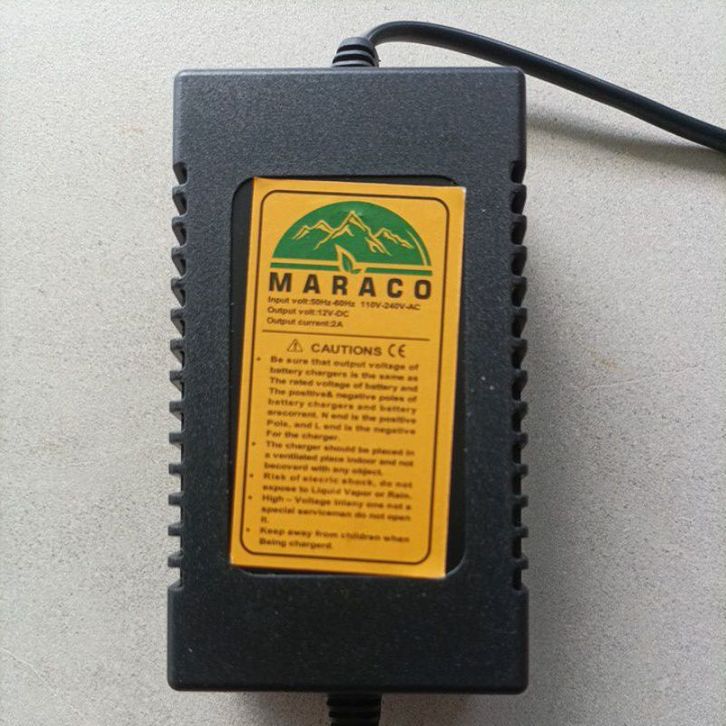 MARACO
Input volt:50Hz-60Hz 110V-240V-AC
Output volt:12V-DC
Output current:2A
⚠ CAUTIONS CE
• Be sure that output voltage of
battery chargers is the same as
The rated voltage of battery and
The positive& negative poles of
battery chargers and battery
arecorrent. N end is the positive
Pole, and L end is the negative
For the charger.
• The charger should be placed in
a ventilated place indoor and not
becoverd with any object.
• Risk of elecric shock, do not
expose to Liquid Vapor or Rain.
• High – Voltage Imeny one not a
special serviceman do not open
it.
• Keep away from children when
Being chargerd.